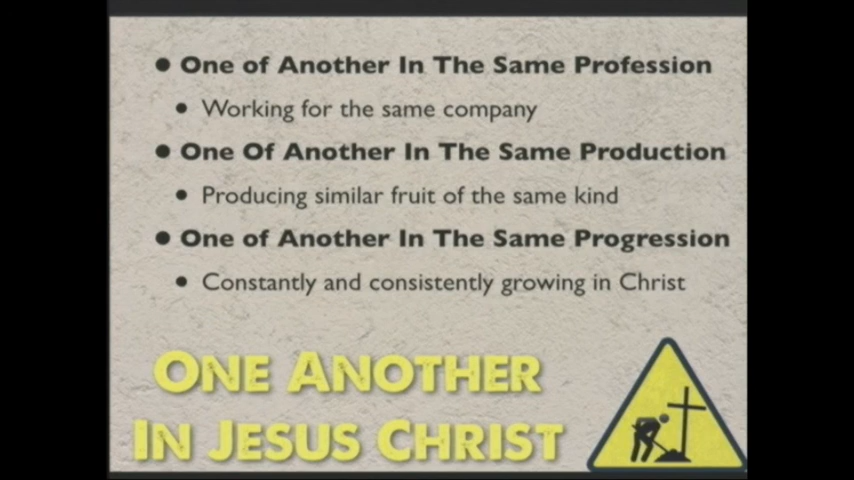 ● One of Another In The Same Profession
● Working for the same company
● One Of Another In The Same Production
● Producing similar fruit of the same kind
● One of Another In The Same Progression
● Constantly and consistently growing in Christ
One Another
In Jesus Christ